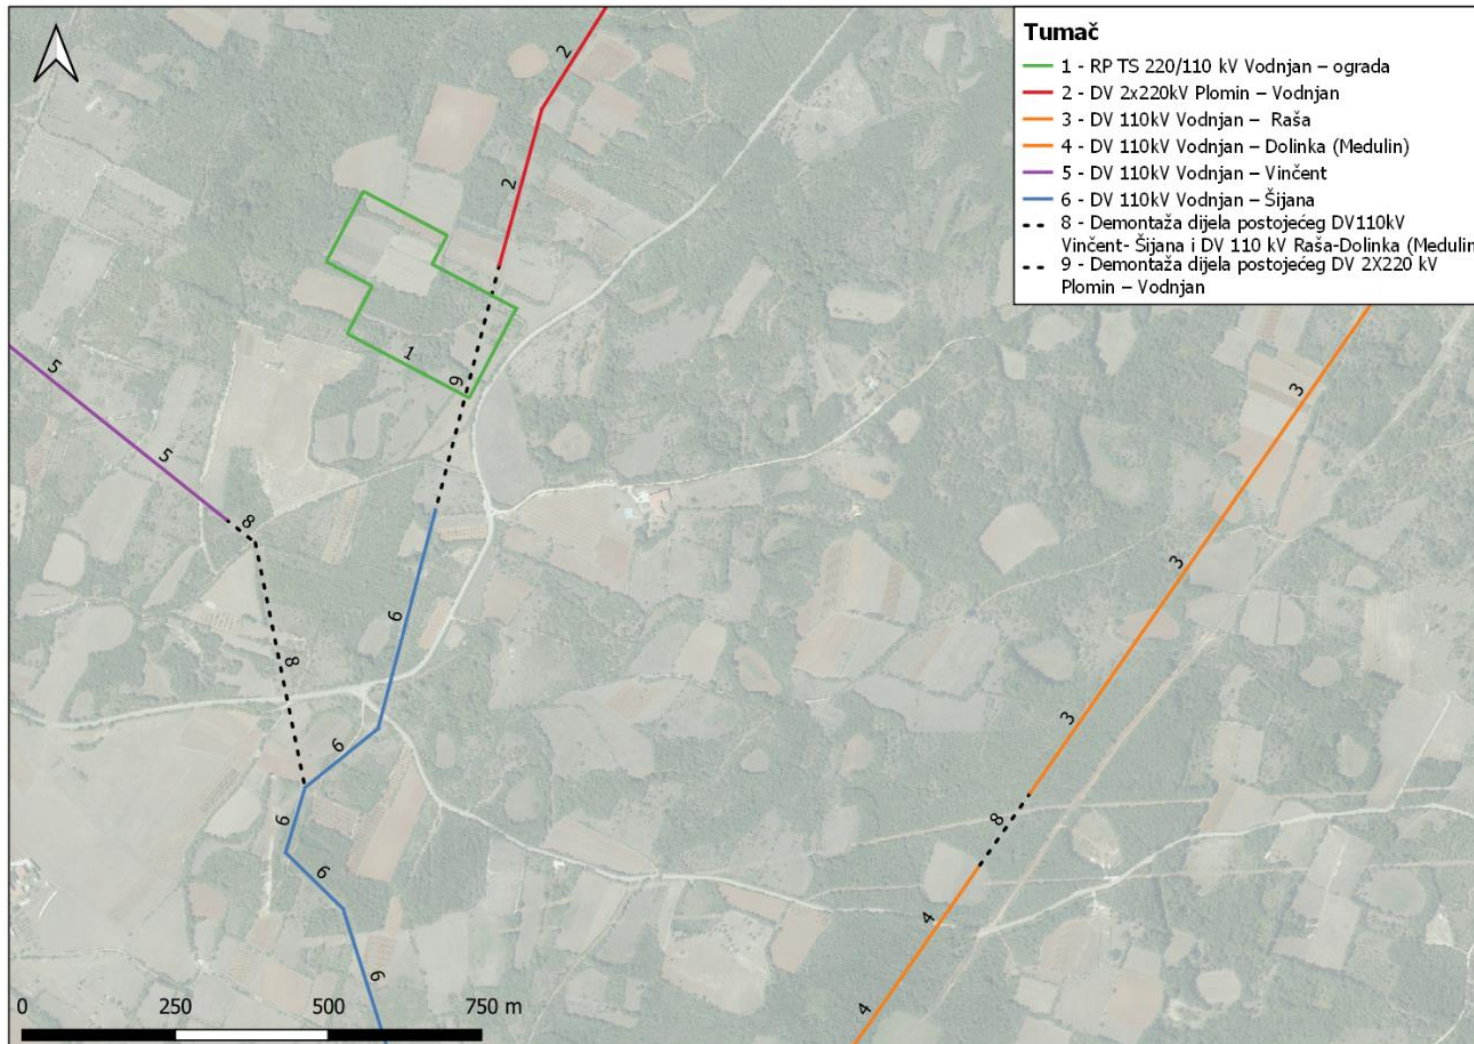 Tumač
1 - RP TS 220/110 kV Vodnjan – ograda
2 - DV 2x220kV Plomin – Vodnjan
3 - DV 110kV Vodnjan – Raša
4 - DV 110kV Vodnjan – Dolinka (Medulin)
5 - DV 110kV Vodnjan – Vinčent
6 - DV 110kV Vodnjan – Šijana
8 - Demontaža dijela postojećeg DV110kV
Vinčent- Šijana i DV 110 kV Raša-Dolinka (Medulin
9 - Demontaža dijela postojećeg DV 2X220 kV
Plomin – Vodnjan
2
2
1
9
3
5
5
8
3
6
8
3
6
8
6
6
4
6
4
0 250 500 750 m